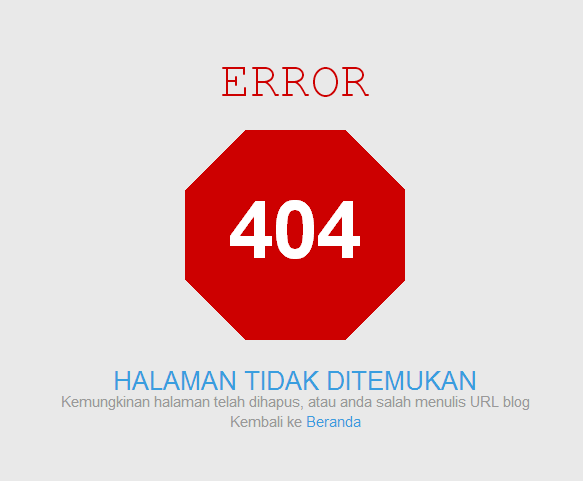 ERROR
404
HALAMAN TIDAK DITEMUKAN
Kemungkinan halaman telah dihapus, atau anda salah menulis URL blog
Kembali ke Beranda